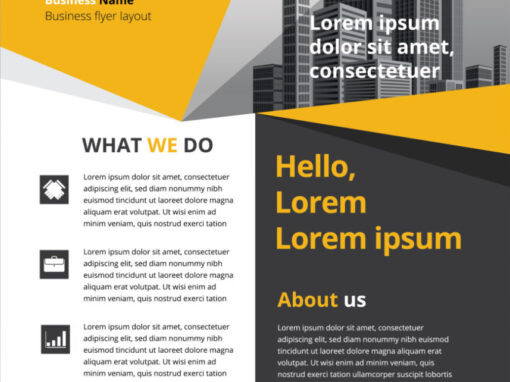 Business Name
Business flyer layout
Lorem ipsum
dolor sit amet,
consectetuer
WHAT WE DO
Lorem ipsum dolor sit amet, cons
adipiscing elit, sed diam nonummy nibh
euismod tincidunt ut laoreet dolore magna
aliquam erat volutpat. Ut wisi enim ad
minim veniam, quis nostrud exerci tation
Lorem ipsum dolor sit amet, cons
adipiscing elit, sed diam nonummy nibh
euismod tincidunt ut laoreet dolore magna
aliquam erat volutpat. Ut wisi enim ad
minim veniam, quis nostrud exerci tation
Lorem ipsum dolor sit amet, cons
adipiscing elit, sed diam nonummy nibh
euismod tincidunt ut laoreet dolore magna
aliquam erat volutpat. Ut wisi enim ad
minim veniam, quis nostrud exerci tation
Hello,
Lorem
Lorem ipsum
About us
Lorem ipsum dolor sit amet, cons
adipiscing elit, sed diam nonummy nibh
euismod tincidunt ut laoreet dolore magna
aliquam erat volutpat. Ut wisi enim ad
minim veniam, quis nostrud exerci tation
ullamcorper suscipit lobortis